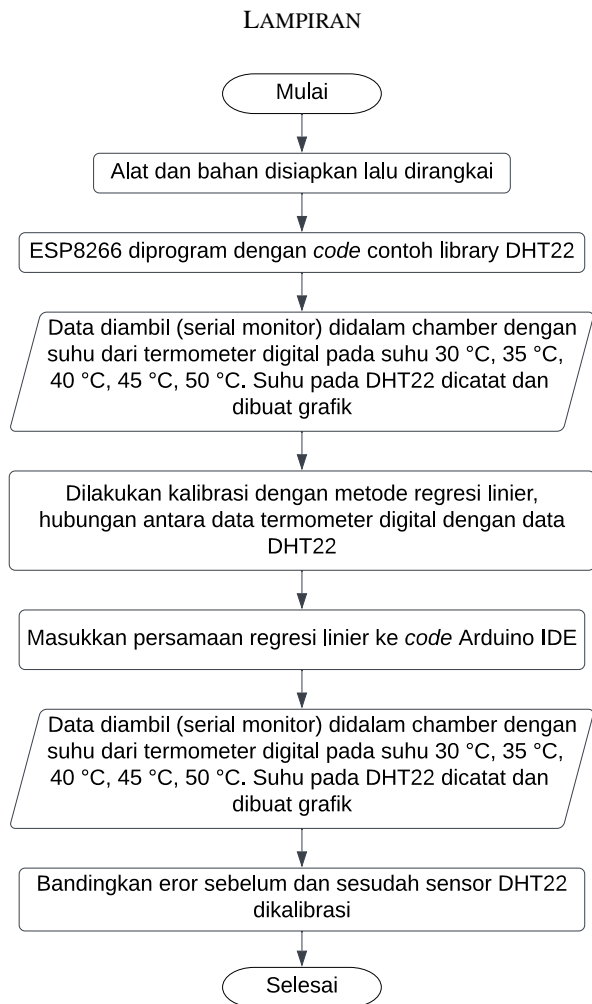 LAMPIRAN
Mulai
Alat dan bahan disiapkan lalu dirangkai
ESP8266 diprogram dengan code contoh library DHT22
Data diambil (serial monitor) didalam chamber dengan
suhu dari termometer digital pada suhu 30 °C, 35 °C,
40 °C, 45 °C, 50 °C. Suhu pada DHT22 dicatat dan
dibuat grafik
Dilakukan kalibrasi dengan metode regresi linier,
hubungan antara data termometer digital dengan data
DHT22
Masukkan persamaan regresi linier ke code Arduino IDE
Data diambil (serial monitor) didalam chamber dengan
suhu dari termometer digital pada suhu 30 °C, 35 °C,
40 °C, 45 °C, 50 °C. Suhu pada DHT22 dicatat dan
dibuat grafik
Bandingkan eror sebelum dan sesudah sensor DHT22
dikalibrasi
Selesai